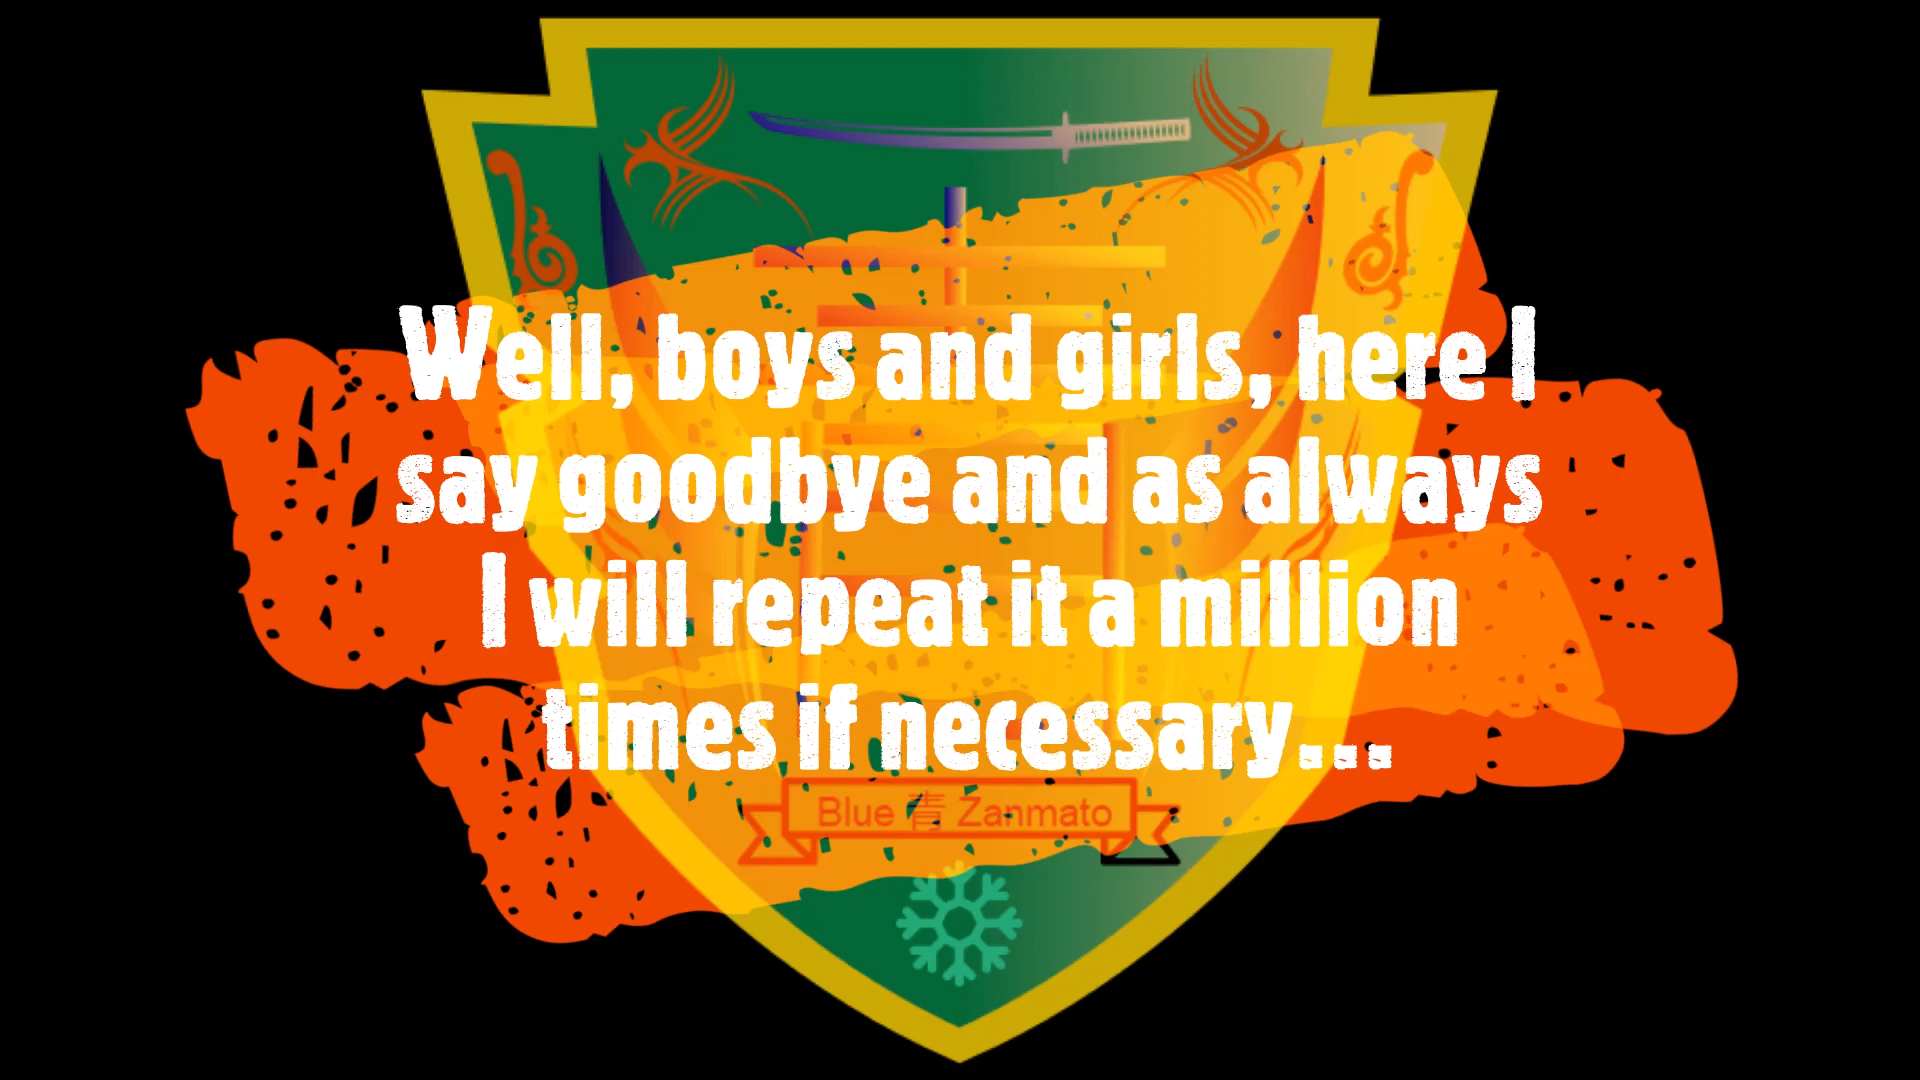 Well, boys and girls, here I
say goodbye and as always
I will repeat it a million
times if necessary...
Blue 青 Zanmato